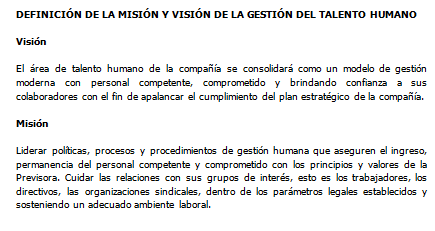 DEFINICIÓN DE LA MISIÓN Y VISIÓN DE LA GESTIÓN DEL TALENTO HUMANO
Visión
El área de talento humano de la compañía se consolidará como un modelo de gestión
moderna con personal competente, comprometido y brindando confianza a sus
colaboradores con el fin de apalancar el cumplimiento del plan estratégico de la compañía.
Misión
Liderar políticas, procesos y procedimientos de gestión humana que aseguren el ingreso,
permanencia del personal competente y comprometido con los principios y valores de la
Previsora. Cuidar las relaciones con sus grupos de interés, esto es los trabajadores, los
directivos, las organizaciones sindicales, dentro de los parámetros legales establecidos y
sosteniendo un adecuado ambiente laboral.